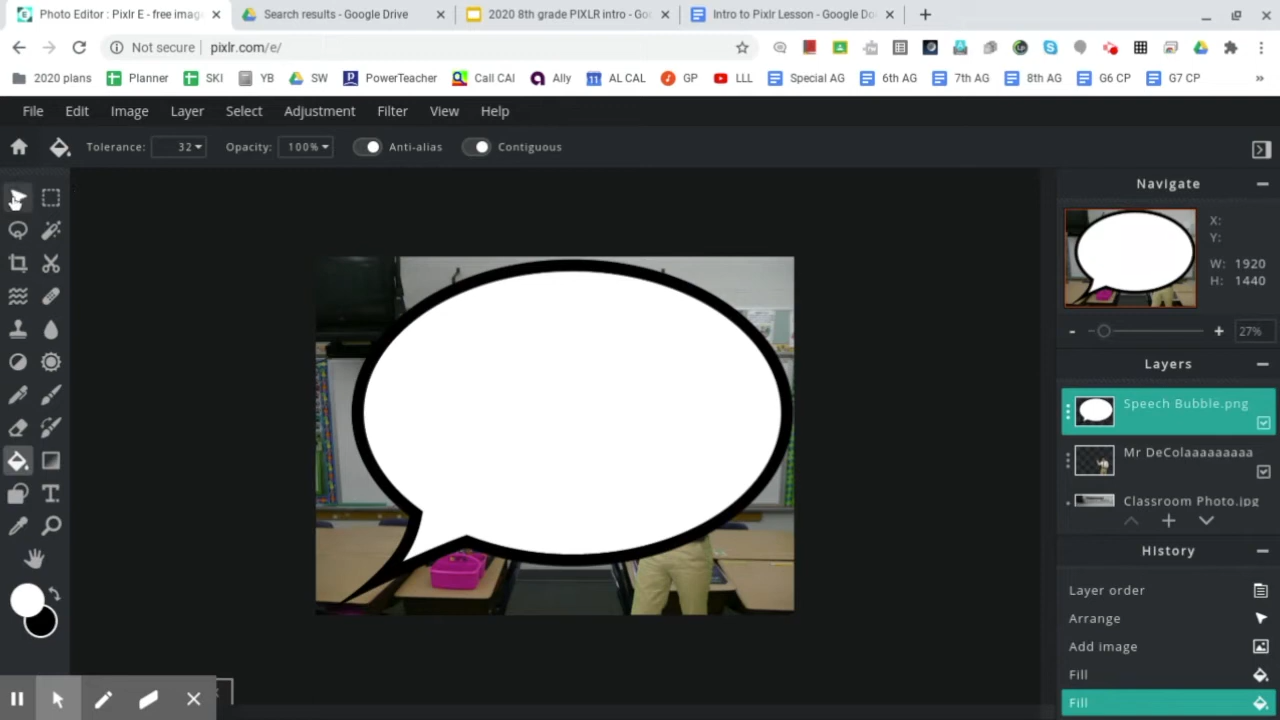 Photo Editor : Pixlr E - free imag
Search results - Google Drive
2020 8th grade PIXLR intro - Go
Intro to Pixlr Lesson - Google Do
Not secure
pixlr.com/e/
2020 plans
Planner
SKI
YB
SW
PowerTeacher
Call CAI
Ally
11
AL CAL
GP
LLL
Special AG
6th AG
7th AG
8th AG
G6 CP
G7 CP
»
File
Edit
Image
Layer
Select
Adjustment
Filter
View
Help
Tolerance:
32
Opacity:
100%
Anti-alias
Contiguous
Navigate
X:
Y:
W: 1920
H: 1440
27%
Layers
Speech Bubble.png
Mr DeColaaaaaaaaa
Classroom Photo.jpg
History
Layer order
Arrange
Add image
Fill
Fill